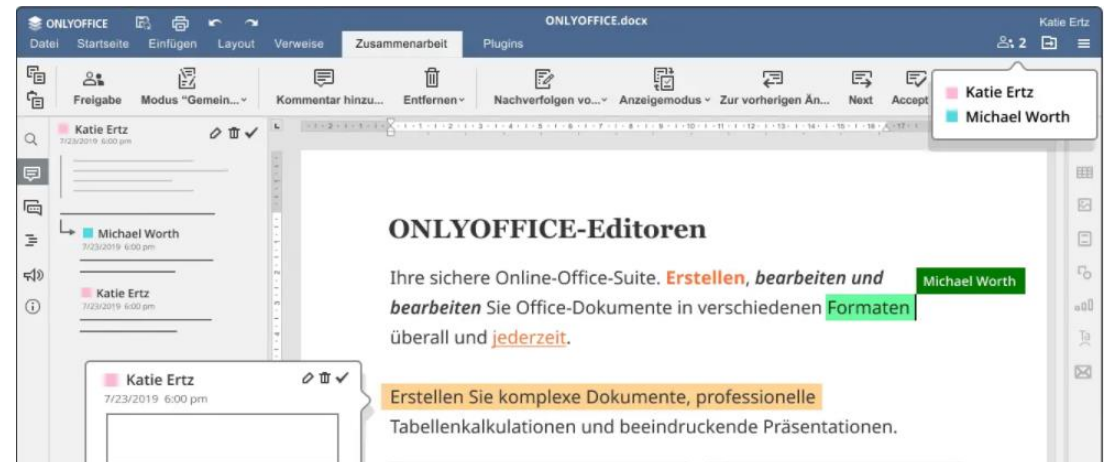 ONLYOFFICE
ONLYOFFICE.docx
Katie Ertz
Datei Startseite Einfügen Layout Verweise Zusammenarbeit Plugins
2
Freigabe Modus "Gemein... Kommentar hinzu... Entfernen Nachverfolgen vo... Anzeigemodus Zur vorherigen Än... Next Accept
Katie Ertz
Michael Worth
Katie Ertz
7/23/2019 6:00 pm
Michael Worth
7/23/2019 6:00 pm
Katie Ertz
7/23/2019 6:00 pm
Katie Ertz
7/23/2019 6:00 pm
ONLYOFFICE-Editoren
Ihre sichere Online-Office-Suite. Erstellen, bearbeiten und
Michael Worth
bearbeiten Sie Office-Dokumente in verschiedenen Formaten
überall und jederzeit.
Erstellen Sie komplexe Dokumente, professionelle
Tabellenkalkulationen und beeindruckende Präsentationen.